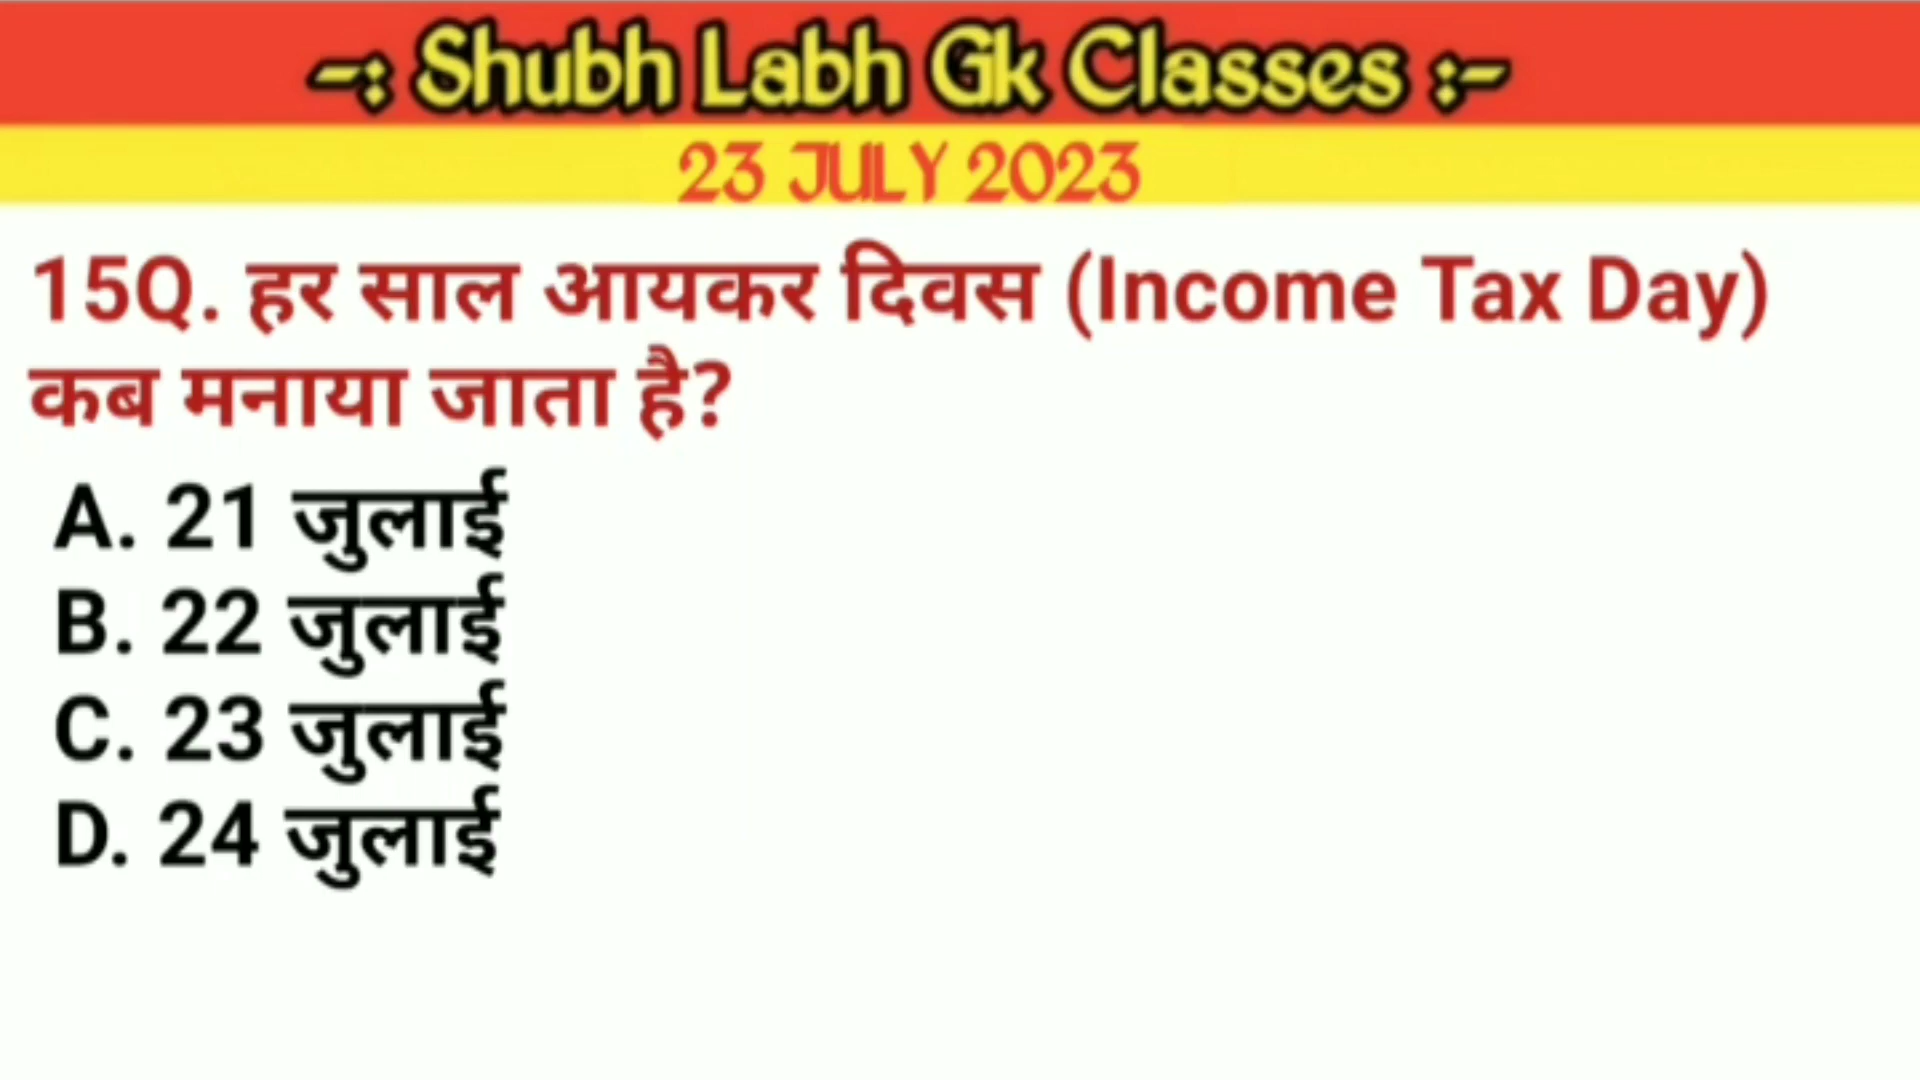 -: Shubh Labh Gk Classes :-
23 JULY 2023
15Q. हर साल आयकर दिवस (Income Tax Day)
कब मनाया जाता है?
A. 21 जुलाई
B. 22 जुलाई
C. 23 जुलाई
D. 24 जुलाई